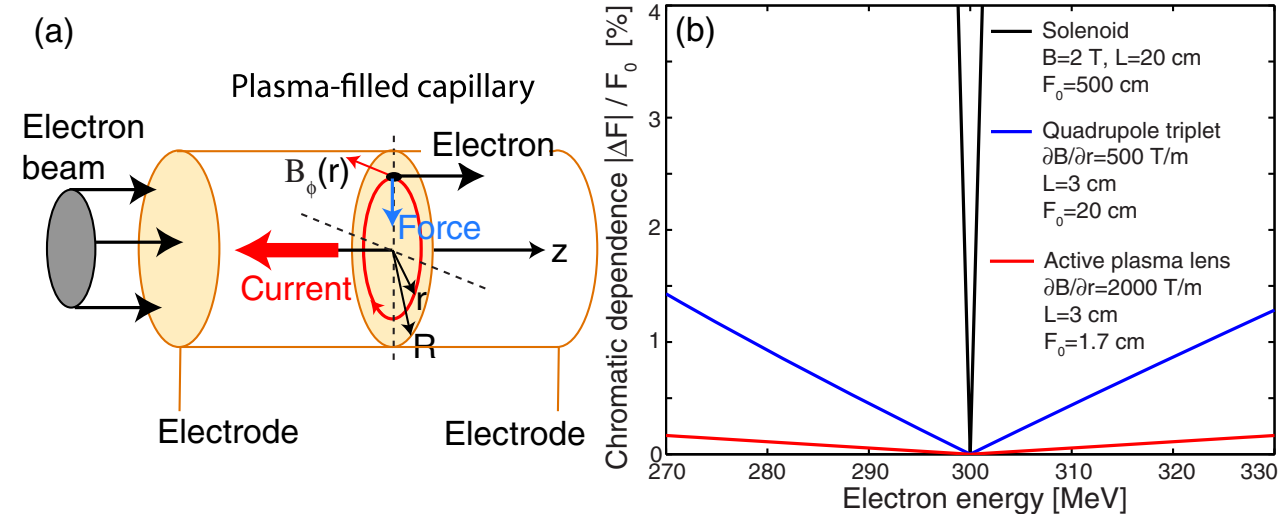 (a)
Plasma-filled capillary
Electron
beam
Electron
Bϕ(r)
Force
z
Current
r
R
Electrode
Electrode
(b)
Chromatic dependence |ΔF| / F₀ [%]
4
3
2
1
0
270
280
290
300
310
320
330
Electron energy [MeV]
Solenoid
B=2 T, L=20 cm
F₀=500 cm
Quadrupole triplet
∂B/∂r=500 T/m
L=3 cm
F₀=20 cm
Active plasma lens
∂B/∂r=2000 T/m
L=3 cm
F₀=1.7 cm